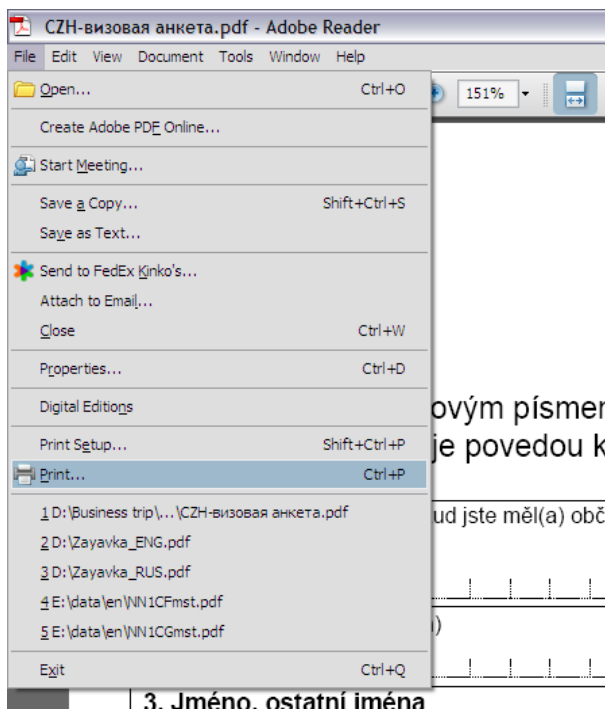 CZH-визовая анкета.pdf - Adobe Reader
File Edit View Document Tools Window Help
Open... Ctrl+O
151%
Create Adobe PDF Online...
Start Meeting...
Save a Copy... Shift+Ctrl+S
Save as Text...
Send to FedEx Kinko's...
Attach to Email...
Close Ctrl+W
Properties... Ctrl+D
Digital Editions
ovým písmen
Print Setup... Shift+Ctrl+P
je povedou k
Print... Ctrl+P
1 D:\Business trip\...\CZH-визовая анкета.pdf
ud jste měl(a) obč
2 D:\Zayavka_ENG.pdf
3 D:\Zayavka_RUS.pdf
4 E:\data\en\NN1CFmst.pdf
5 E:\data\en\NN1CGmst.pdf
)
Exit Ctrl+Q
3. Jméno, ostatní jména